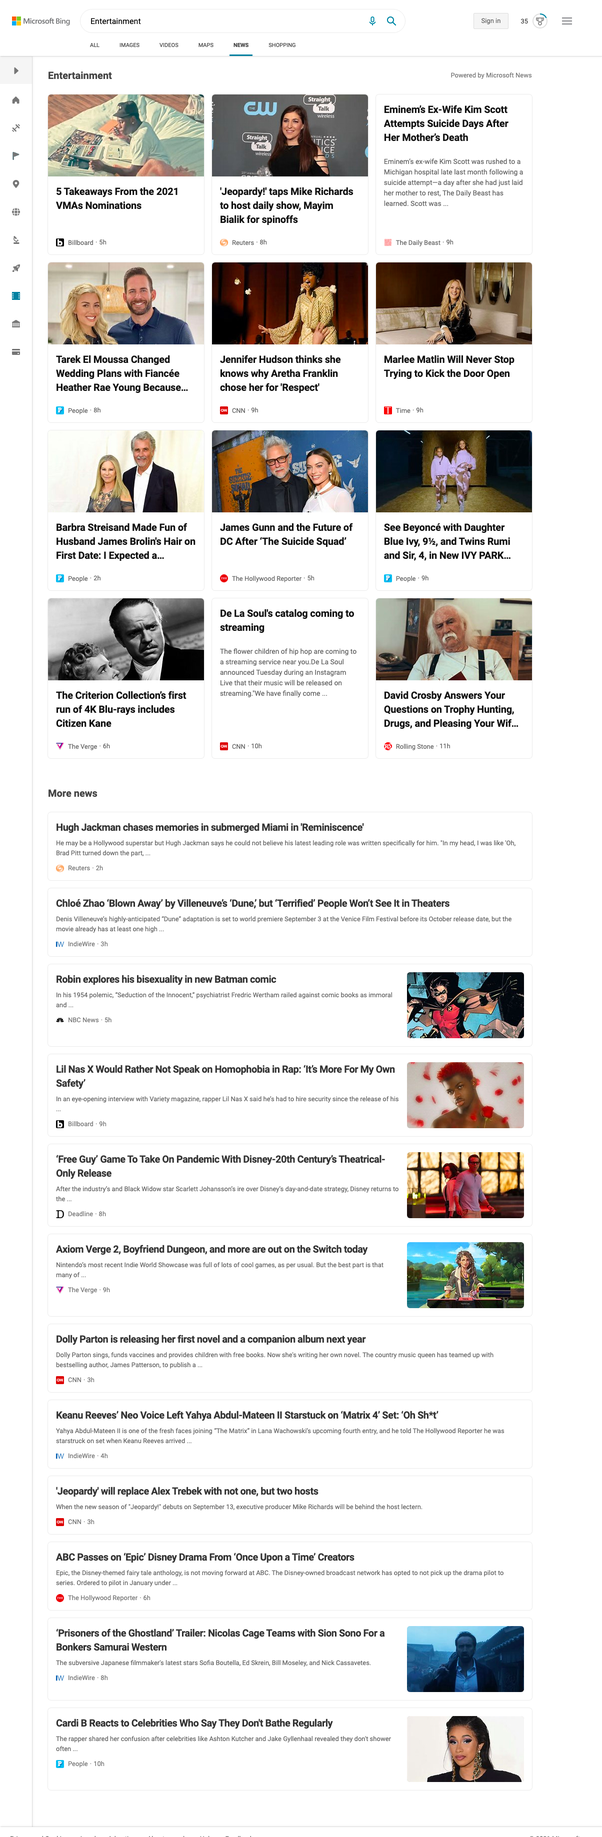 Microsoft Bing
Entertainment
Sign in
35
ALL
IMAGES
VIDEOS
MAPS
NEWS
SHOPPING
Entertainment
Powered by Microsoft News
5 Takeaways From the 2021
VMAs Nominations
Billboard · 5h
CW
Straight Talk wireless
Straight Talk wireless
'Jeopardy!' taps Mike Richards
to host daily show, Mayim
Bialik for spinoffs
Reuters · 8h
Eminem's Ex-Wife Kim Scott
Attempts Suicide Days After
Her Mother's Death
Eminem's ex-wife Kim Scott was rushed to a
Michigan hospital late last month following a
suicide attempt—a day after she had just laid
her mother to rest, The Daily Beast has
learned. Scott was ...
The Daily Beast · 9h
Tarek El Moussa Changed
Wedding Plans with Fiancée
Heather Rae Young Because...
People · 8h
Jennifer Hudson thinks she
knows why Aretha Franklin
chose her for 'Respect'
CNN · 9h
Marlee Matlin Will Never Stop
Trying to Kick the Door Open
Time · 9h
Barbra Streisand Made Fun of
Husband James Brolin's Hair on
First Date: I Expected a...
People · 2h
James Gunn and the Future of
DC After 'The Suicide Squad'
The Hollywood Reporter · 5h
See Beyoncé with Daughter
Blue Ivy, 9½, and Twins Rumi
and Sir, 4, in New IVY PARK...
People · 9h
The Criterion Collection's first
run of 4K Blu-rays includes
Citizen Kane
The Verge · 6h
De La Soul's catalog coming to
streaming
The flower children of hip hop are coming to
a streaming service near you.De La Soul
announced Tuesday during an Instagram
Live that their music will be released on
streaming."We have finally come ...
CNN · 10h
David Crosby Answers Your
Questions on Trophy Hunting,
Drugs, and Pleasing Your Wif...
Rolling Stone · 11h
More news
Hugh Jackman chases memories in submerged Miami in 'Reminiscence'
He may be a Hollywood superstar but Hugh Jackman says he could not believe his latest leading role was written specifically for him. "In my head, I was like 'Oh,
Brad Pitt turned down the part, ...
Reuters · 2h
Chloé Zhao 'Blown Away' by Villeneuve's 'Dune,' but 'Terrified' People Won't See It in Theaters
Denis Villeneuve's highly-anticipated "Dune" adaptation is set to world premiere September 3 at the Venice Film Festival before its October release date, but the
movie already has at least one high ...
IndieWire · 3h
Robin explores his bisexuality in new Batman comic
In his 1954 polemic, "Seduction of the Innocent," psychiatrist Fredric Wertham railed against comic books as immoral
and ...
NBC News · 5h
Lil Nas X Would Rather Not Speak on Homophobia in Rap: 'It's More For My Own
Safety'
In an eye-opening interview with Variety magazine, rapper Lil Nas X said he's had to hire security since the release of his
...
Billboard · 9h
'Free Guy' Game To Take On Pandemic With Disney-20th Century's Theatrical-
Only Release
After the industry's and Black Widow star Scarlett Johansson's ire over Disney's day-and-date strategy, Disney returns to
the ...
Deadline · 8h
Axiom Verge 2, Boyfriend Dungeon, and more are out on the Switch today
Nintendo's most recent Indie World Showcase was full of lots of cool games, as per usual. But the best part is that
many of ...
The Verge · 9h
Dolly Parton is releasing her first novel and a companion album next year
Dolly Parton sings, funds vaccines and provides children with free books. Now she's writing her own novel. The country music queen has teamed up with
bestselling author, James Patterson, to publish a ...
CNN · 3h
Keanu Reeves' Neo Voice Left Yahya Abdul-Mateen II Starstuck on 'Matrix 4' Set: 'Oh Sh*t'
Yahya Abdul-Mateen II is one of the fresh faces joining "The Matrix" in Lana Wachowski's upcoming fourth entry, and he told The Hollywood Reporter he was
starstruck on set when Keanu Reeves arrived ...
IndieWire · 4h
'Jeopardy' will replace Alex Trebek with not one, but two hosts
When the new season of "Jeopardy!" debuts on September 13, executive producer Mike Richards will be behind the host lectern.
CNN · 3h
ABC Passes on 'Epic' Disney Drama From 'Once Upon a Time' Creators
Epic, the Disney-themed fairy tale anthology, is not moving forward at ABC. The Disney-owned broadcast network has opted to not pick up the drama pilot to
series. Ordered to pilot in January under ...
The Hollywood Reporter · 6h
'Prisoners of the Ghostland' Trailer: Nicolas Cage Teams with Sion Sono For a
Bonkers Samurai Western
The subversive Japanese filmmaker's latest stars Sofia Boutella, Ed Skrein, Bill Moseley, and Nick Cassavetes.
IndieWire · 8h
Cardi B Reacts to Celebrities Who Say They Don't Bathe Regularly
The rapper shared her confusion after celebrities like Ashton Kutcher and Jake Gyllenhaal revealed they don't shower
often ...
People · 10h